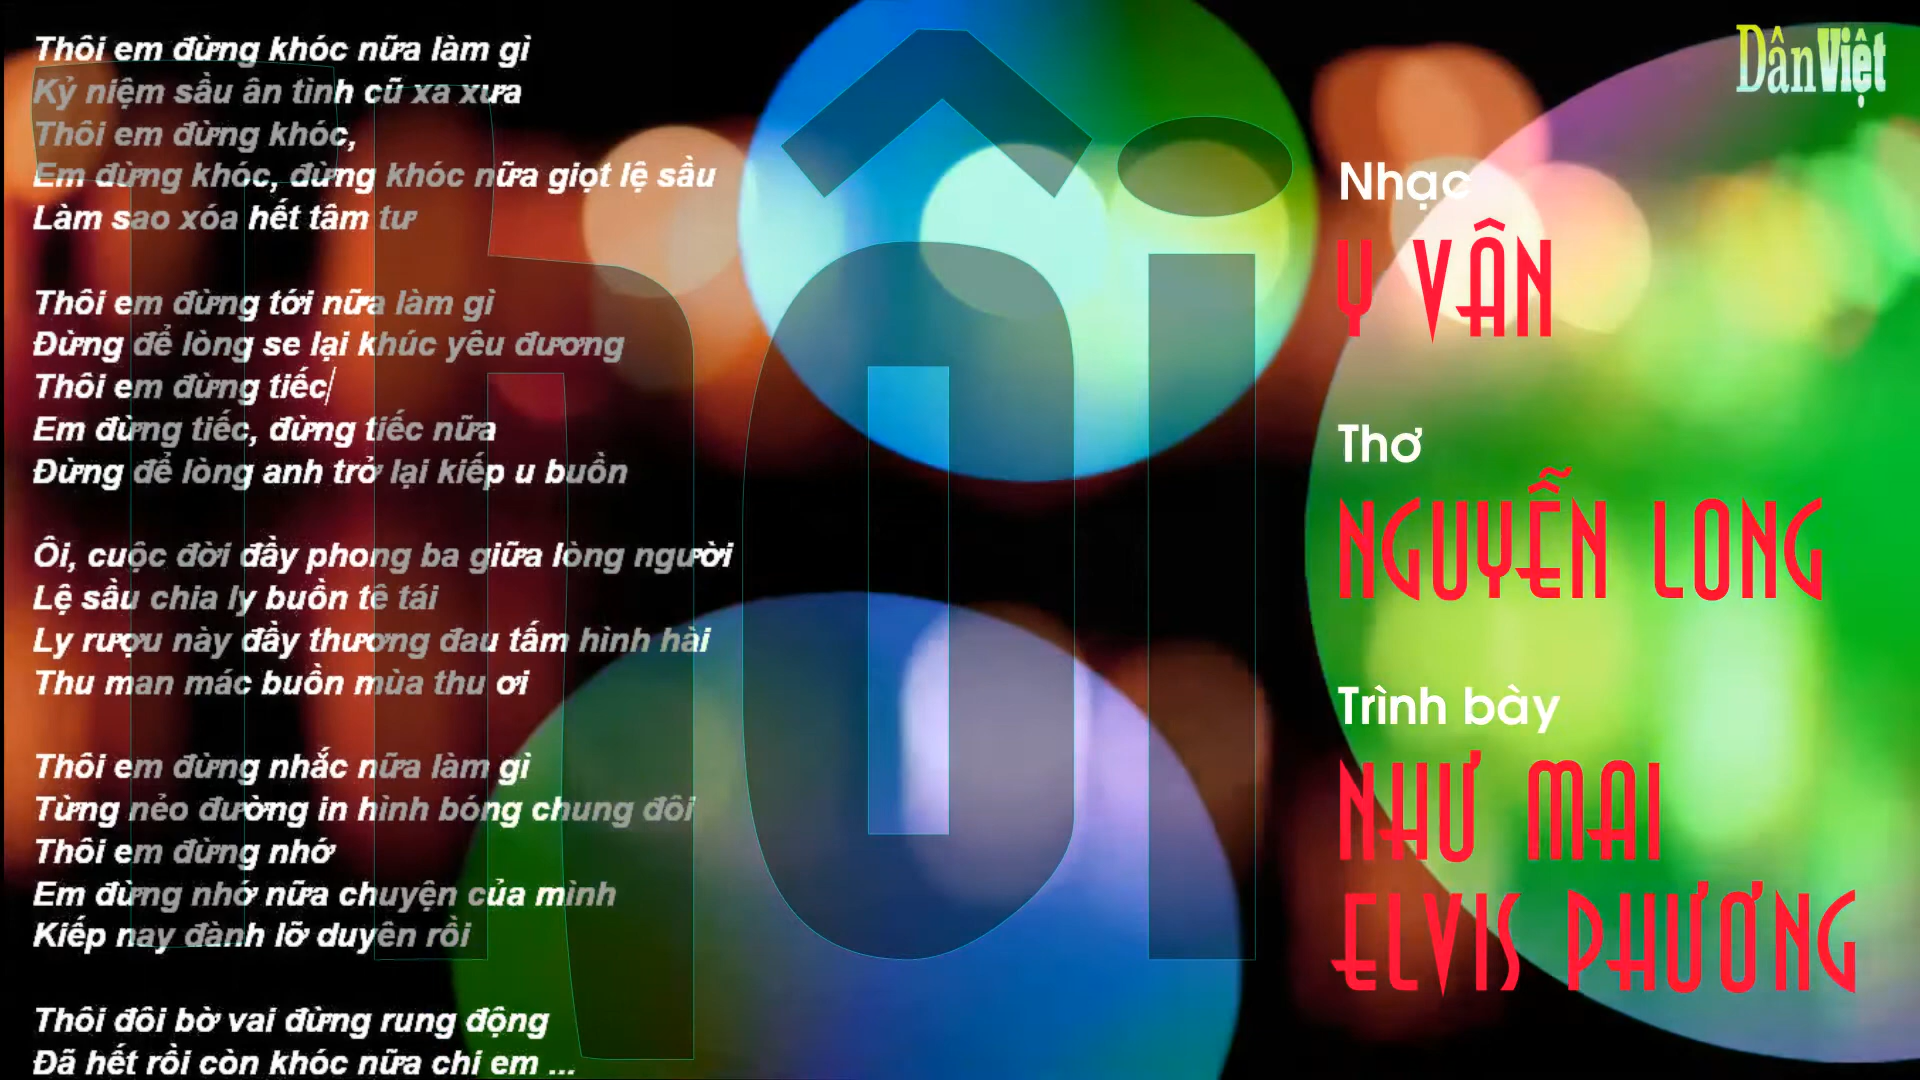 Thôi em đừng khóc nữa làm gì
Kỷ niệm sầu ân tình cũ xa xưa
Thôi em đừng khóc,
Em đừng khóc, đừng khóc nữa giọt lệ sầu
Làm sao xóa hết tâm tư
Thôi em đừng tới nữa làm gì
Đừng để lòng se lại khúc yêu đương
Thôi em đừng tiếc/
Em đừng tiếc, đừng tiếc nữa
Đừng để lòng anh trở lại kiếp u buồn
Ôi, cuộc đời đầy phong ba giữa lòng người
Lệ sầu chia ly buồn tê tái
Ly rượu này đầy thương đau tấm hình hài
Thu man mác buồn mùa thu ơi
Thôi em đừng nhắc nữa làm gì
Từng nẻo đường in hình bóng chung đôi
Thôi em đừng nhớ
Em đừng nhớ nữa chuyện của mình
Kiếp nay đành lỡ duyên rồi
Thôi đôi bờ vai đừng rung động
Đã hết rồi còn khóc nữa chi em ...
Thôi
DânViệt
Nhạc
Y VÂN
Thơ
NGUYỄN LONG
Trình bày
NHƯ MAI
ELVIS PHƯƠNG